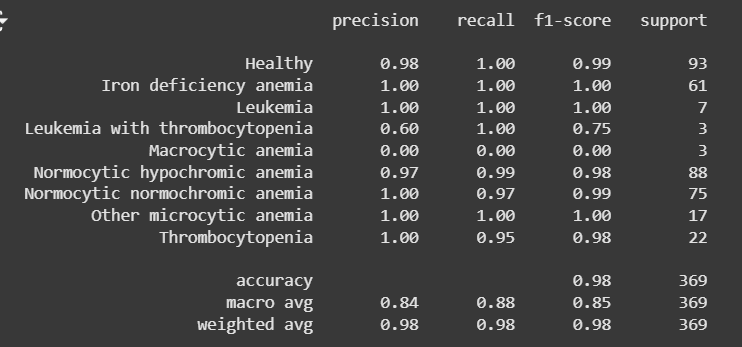 precision recall f1-score support
Healthy 0.98 1.00 0.99 93
Iron deficiency anemia 1.00 1.00 1.00 61
Leukemia 1.00 1.00 1.00 7
Leukemia with thrombocytopenia 0.60 1.00 0.75 3
Macrocytic anemia 0.00 0.00 0.00 3
Normocytic hypochromic anemia 0.97 0.99 0.98 88
Normocytic normochromic anemia 1.00 0.97 0.99 75
Other microcytic anemia 1.00 1.00 1.00 17
Thrombocytopenia 1.00 0.95 0.98 22
accuracy 0.98 369
macro avg 0.84 0.88 0.85 369
weighted avg 0.98 0.98 0.98 369